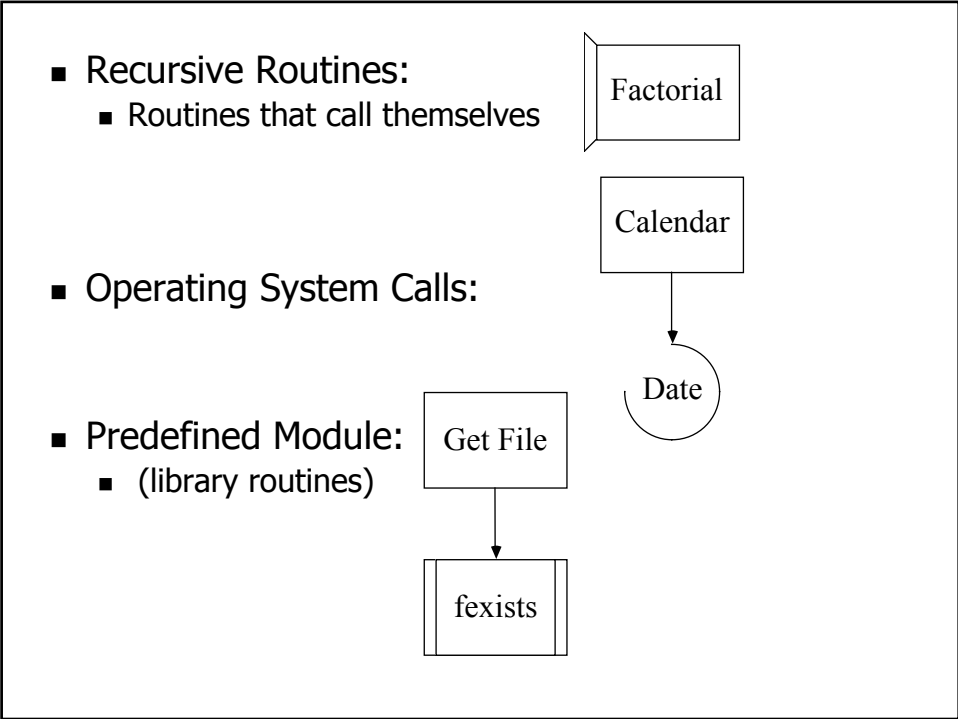 Recursive Routines:
Routines that call themselves
Factorial
Calendar
Operating System Calls:
Date
Predefined Module:
(library routines)
Get File
fexists